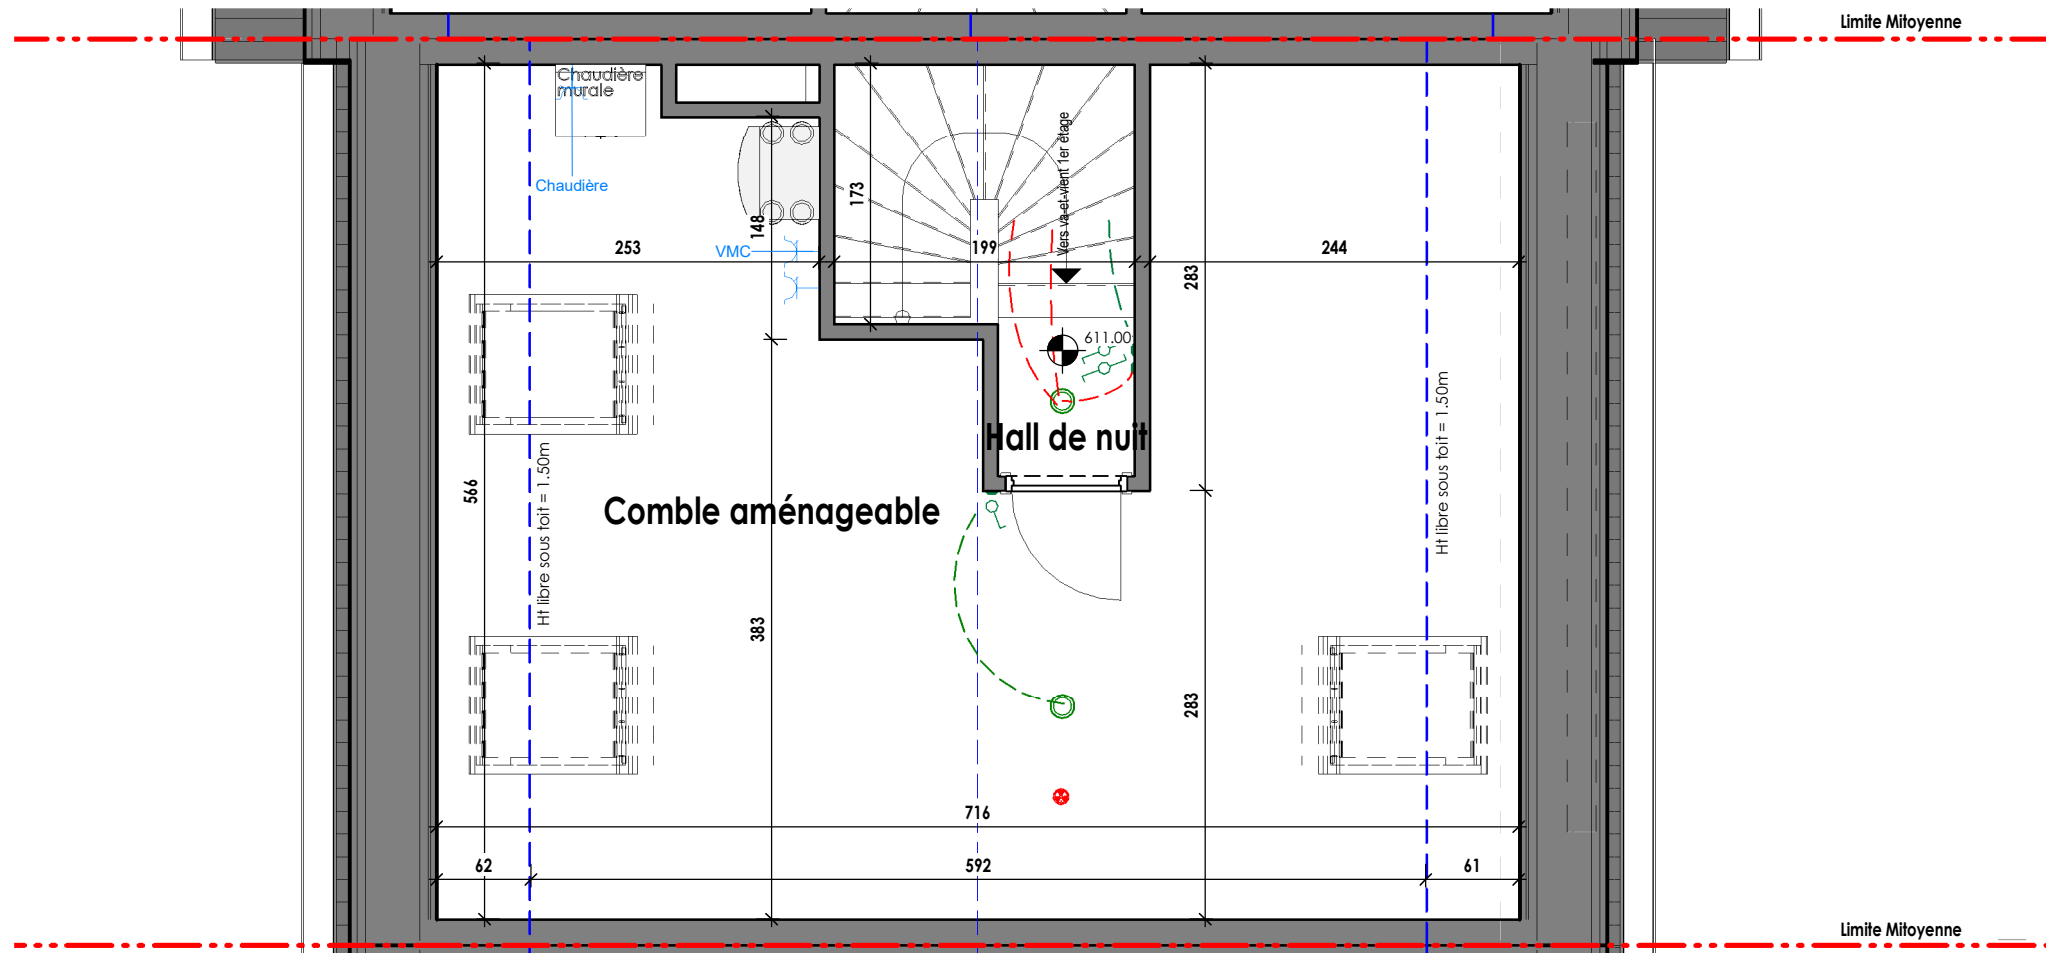 Limite Mitoyenne
Chaudière
murale
Chaudière
VMC
Vers va-et-vient 1er étage
173
148
253
199
244
283
611.00
Hall de nuit
Ht libre sous toit = 1.50m
Ht libre sous toit = 1.50m
566
Comble aménageable
383
283
716
62
592
61
Limite Mitoyenne